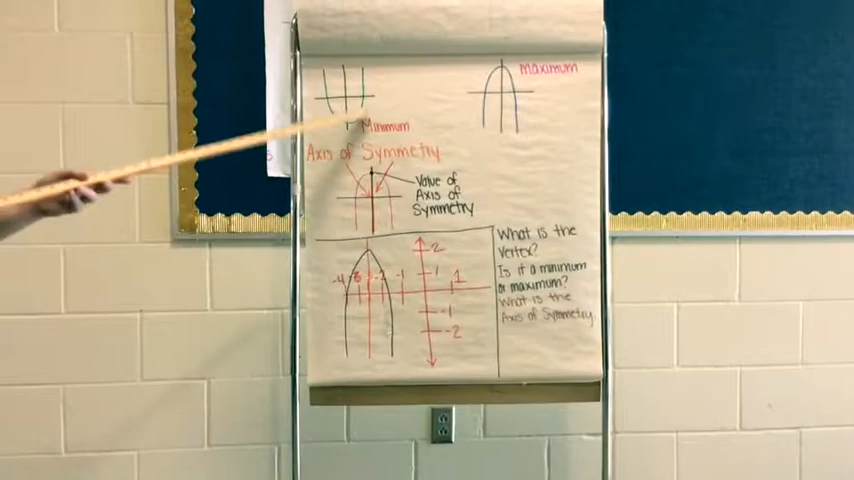 maximum
Minimum
Axis of Symmetry
Value of
Axis of
Symmetry
What is the
Vertex?
Is it a minimum
or maximum?
What is the
Axis of Symmetry.
2
-4 -3 -2 -1 1 1
-1
-2